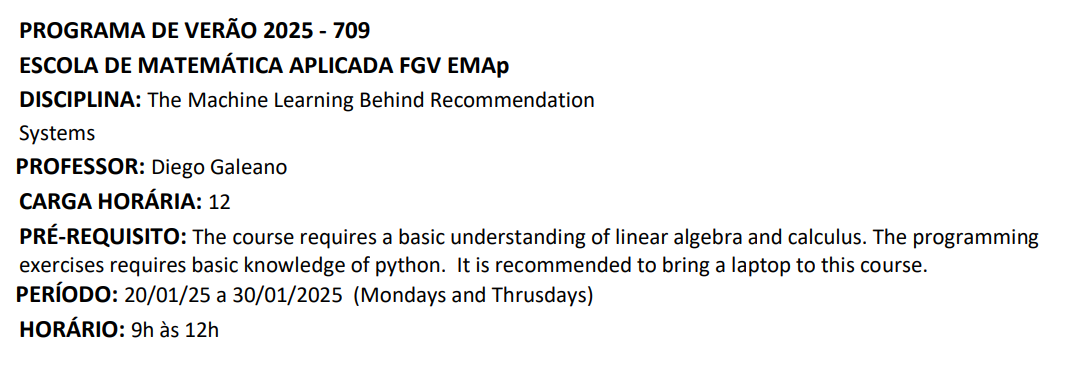 PROGRAMA DE VERÃO 2025 - 709
ESCOLA DE MATEMÁTICA APLICADA FGV EMAp
DISCIPLINA: The Machine Learning Behind Recommendation
Systems
PROFESSOR: Diego Galeano
CARGA HORÁRIA: 12
PRÉ-REQUISITO: The course requires a basic understanding of linear algebra and calculus. The programming
exercises requires basic knowledge of python.  It is recommended to bring a laptop to this course.
PERÍODO: 20/01/25 a 30/01/2025  (Mondays and Thrusdays)
HORÁRIO: 9h às 12h